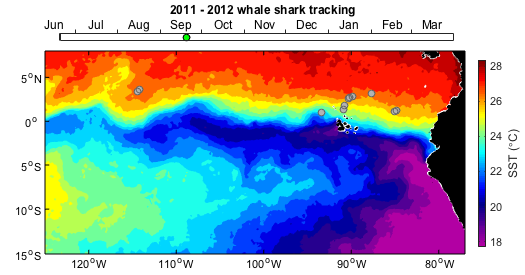 2011 - 2012 whale shark tracking
Jun Jul Aug Sep Oct Nov Dec Jan Feb Mar
5°N
0°
5°S
10°S
15°S
120°W 110°W 100°W 90°W 80°W
28
26
24
22
20
18
SST (°C)